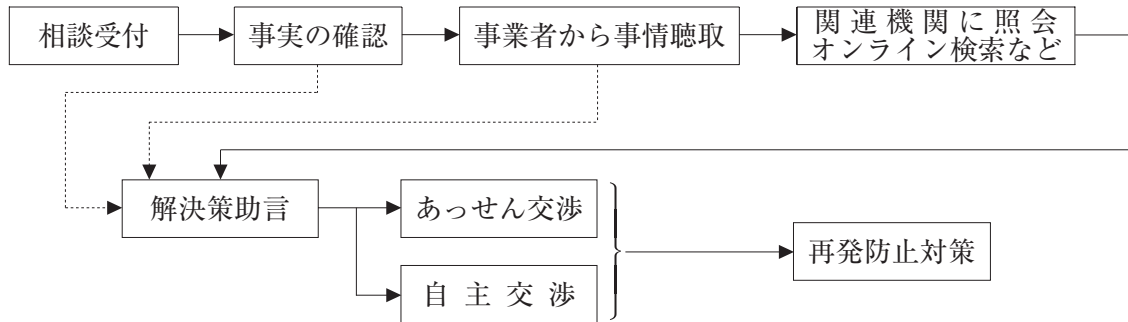 相談受付
事実の確認
事業者から事情聴取
関連機関に照会
オンライン検索など
解決策助言
あっせん交渉
自主交渉
再発防止対策